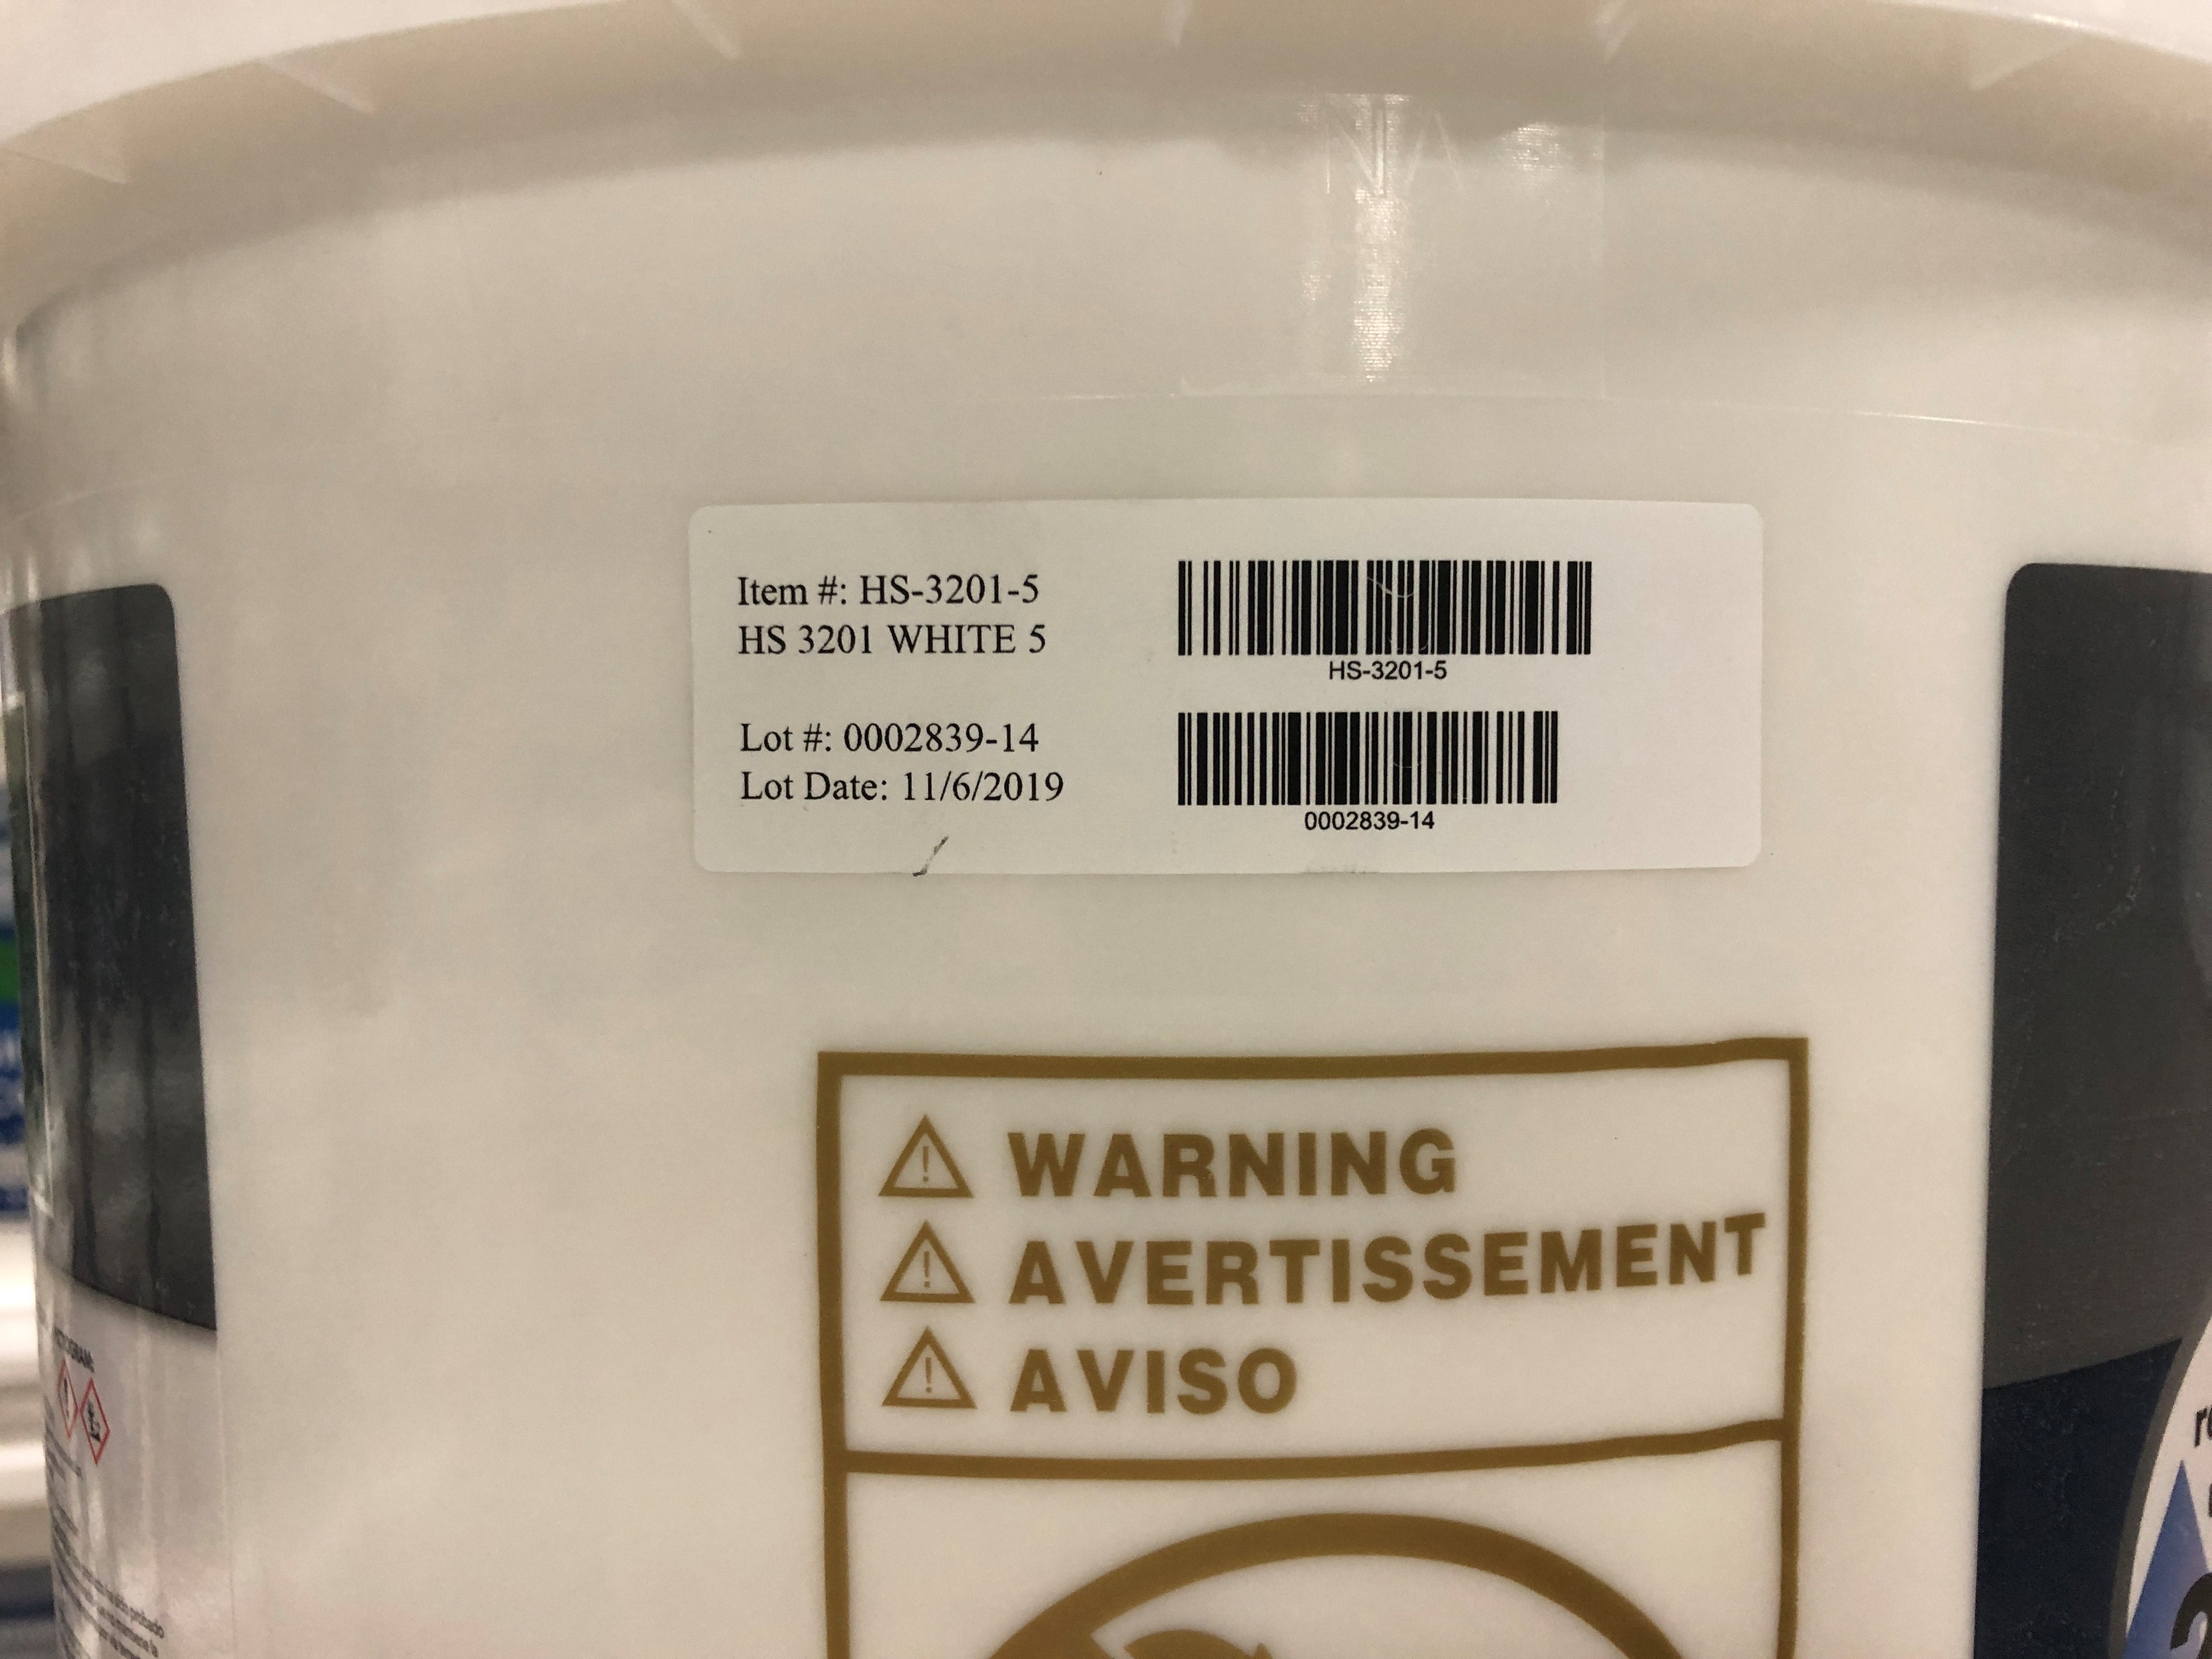 Item #: HS-3201-5
HS 3201 WHITE 5
HS-3201-5
Lot #: 0002839-14
Lot Date: 11/6/2019
0002839-14
WARNING
AVERTISSEMENT
AVISO